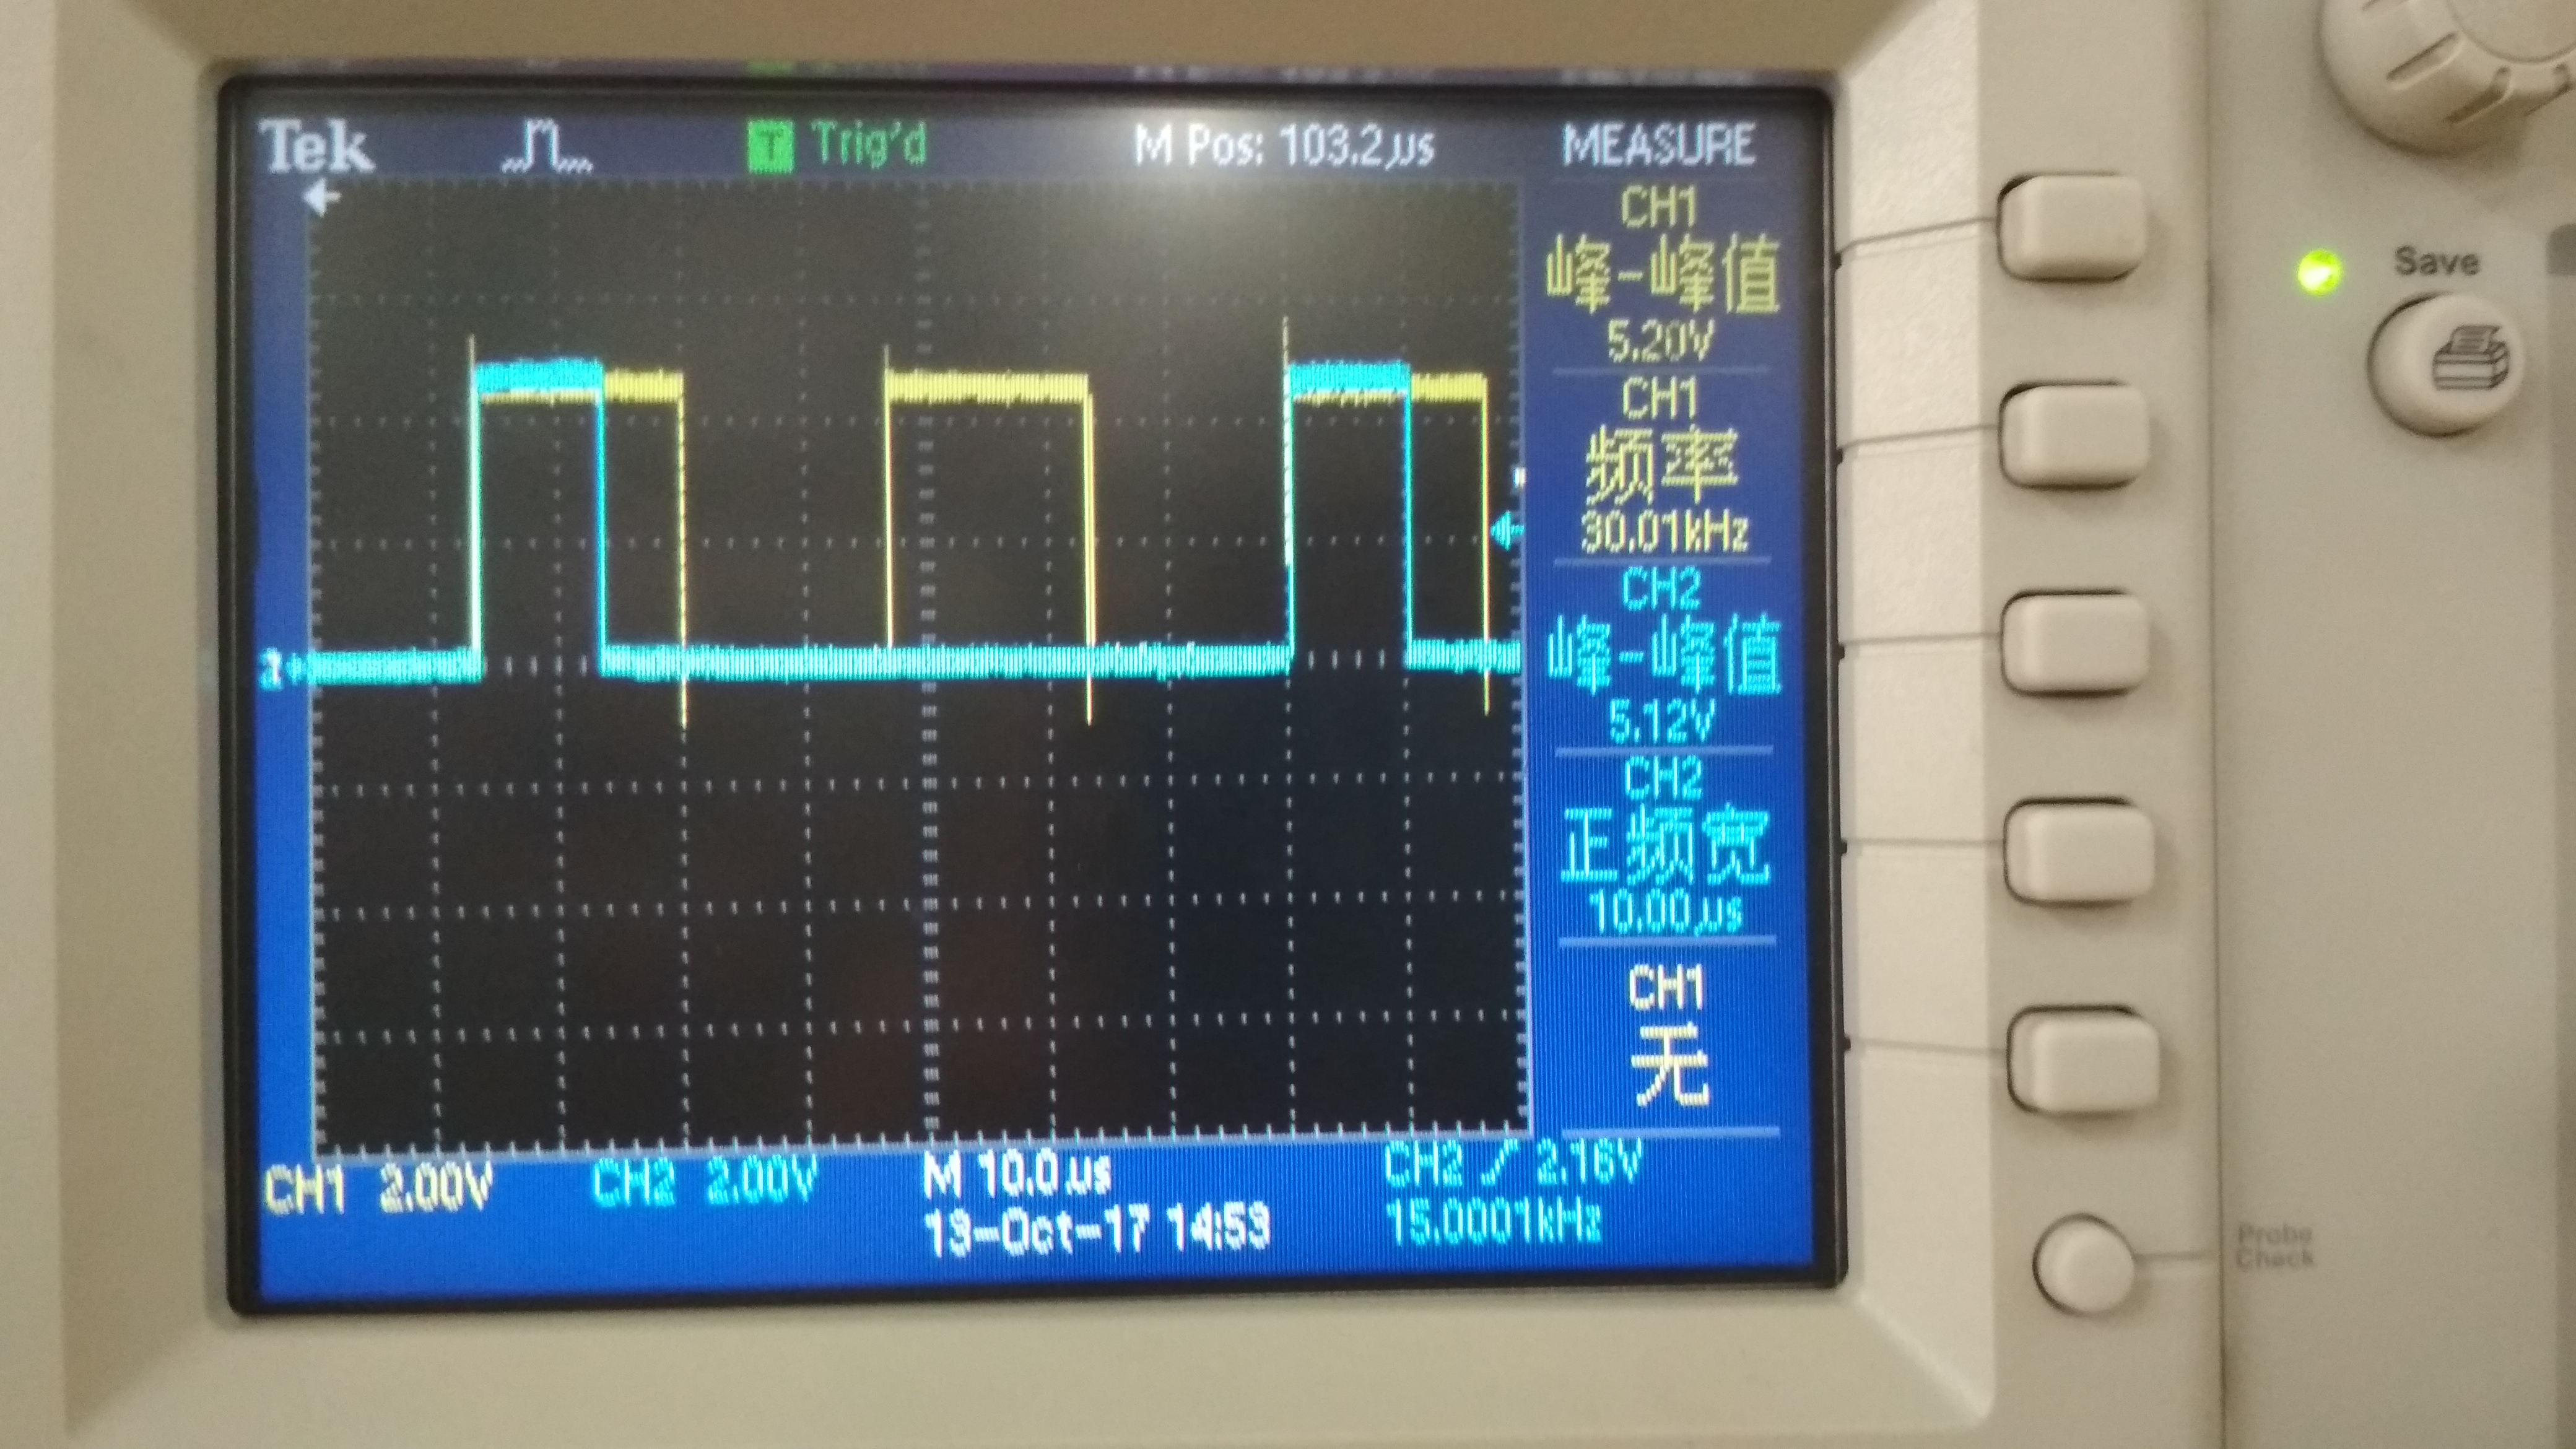 Tek T Trig'd M Pos: 103.2µs MEASURE
CH1
峰-峰值
5.20V
CH1
频率
30.01kHz
CH2
峰-峰值
5.12V
CH2
正频宽
10.00µs
CH1
无
CH1 2.00V CH2 2.00V M 10.0µs CH2 2.16V
13-Oct-17 14:53 15.0001kHz
Save
Probe
Check